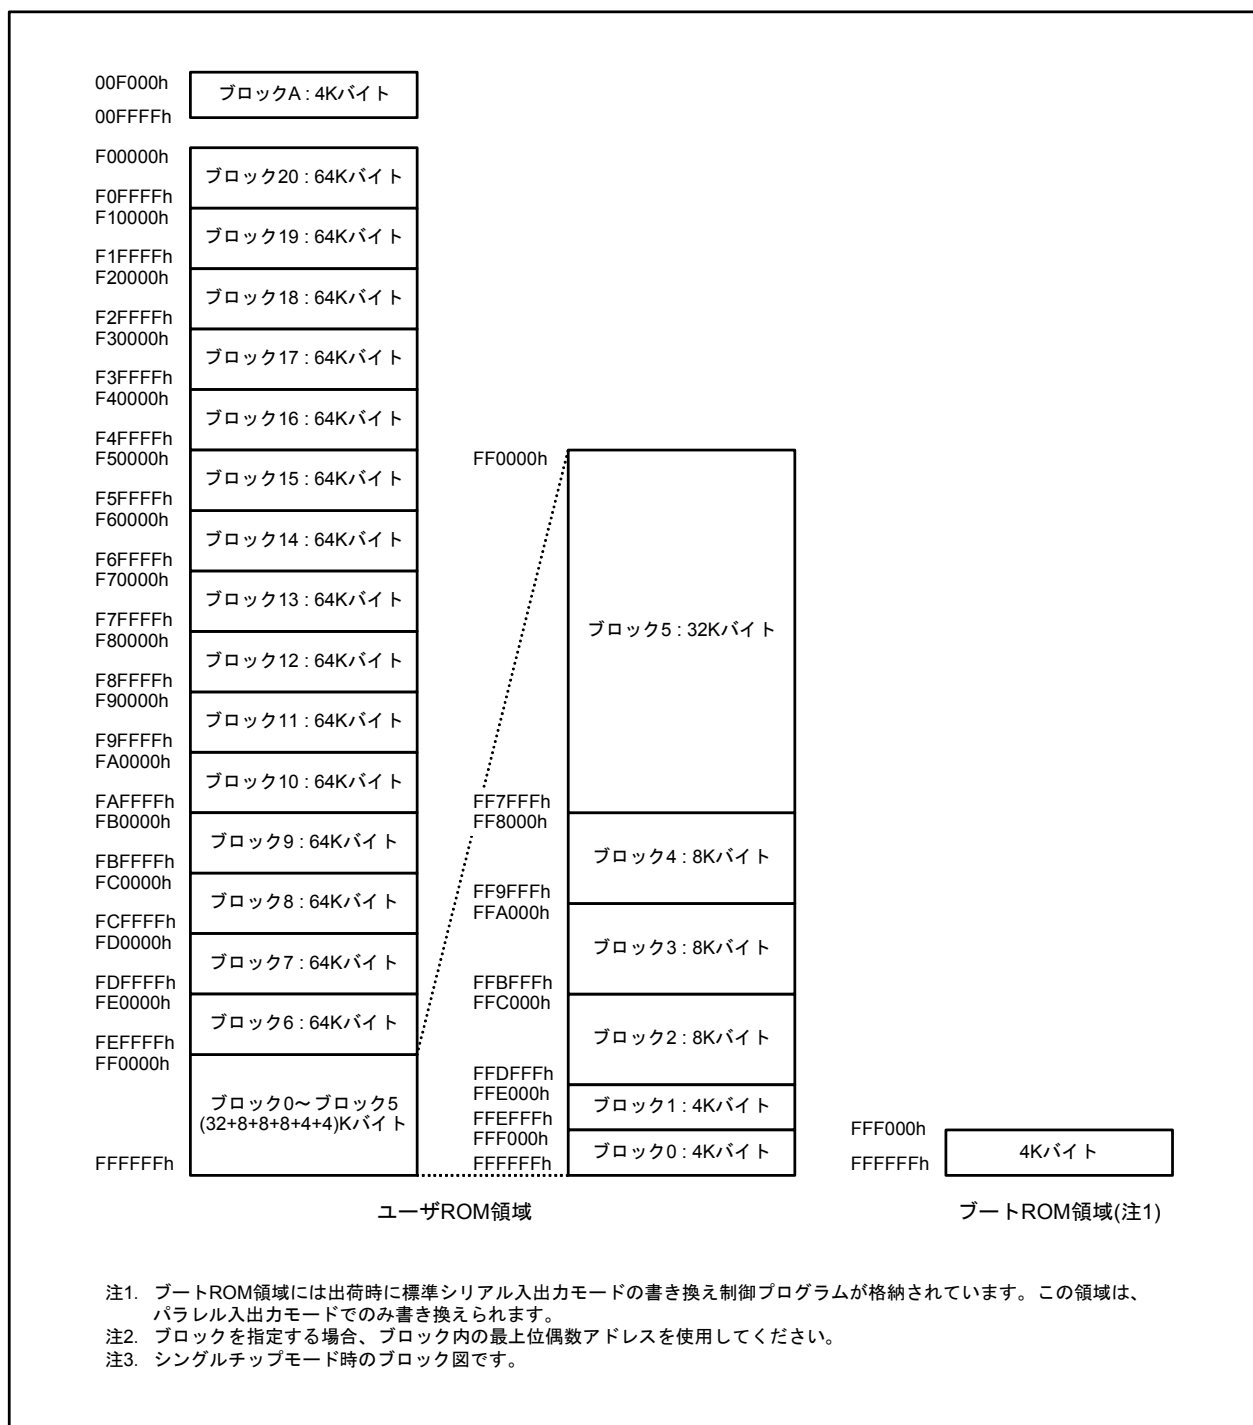 00F000h
ブロックA : 4Kバイト
00FFFFh
F00000h
ブロック20 : 64Kバイト
F0FFFFh
F10000h
ブロック19 : 64Kバイト
F1FFFFh
F20000h
ブロック18 : 64Kバイト
F2FFFFh
F30000h
ブロック17 : 64Kバイト
F3FFFFh
F40000h
ブロック16 : 64Kバイト
F4FFFFh
F50000h
ブロック15 : 64Kバイト
F5FFFFh
F60000h
ブロック14 : 64Kバイト
F6FFFFh
F70000h
ブロック13 : 64Kバイト
F7FFFFh
F80000h
ブロック12 : 64Kバイト
F8FFFFh
F90000h
ブロック11 : 64Kバイト
F9FFFFh
FA0000h
ブロック10 : 64Kバイト
FAFFFFh
FB0000h
ブロック9 : 64Kバイト
FBFFFFh
FC0000h
ブロック8 : 64Kバイト
FCFFFFh
FD0000h
ブロック7 : 64Kバイト
FDFFFFh
FE0000h
ブロック6 : 64Kバイト
FEFFFFh
FF0000h
ブロック0～ブロック5
(32+8+8+8+4+4)Kバイト
FFFFFFh
FF0000h
ブロック5 : 32Kバイト
FF7FFFh
FF8000h
ブロック4 : 8Kバイト
FF9FFFh
FFA000h
ブロック3 : 8Kバイト
FFBFFFh
FFC000h
ブロック2 : 8Kバイト
FFDFFFh
FFE000h
ブロック1 : 4Kバイト
FFEFFFh
FFF000h
ブロック0 : 4Kバイト
FFFFFFh
FFF000h
4Kバイト
FFFFFFh
ユーザROM領域
ブートROM領域(注1)
注1. ブートROM領域には出荷時に標準シリアル入出力モードの書き換え制御プログラムが格納されています。この領域は、
パラレル入出力モードでのみ書き換えられます。
注2. ブロックを指定する場合、ブロック内の最上位偶数アドレスを使用してください。
注3. シングルチップモード時のブロック図です。